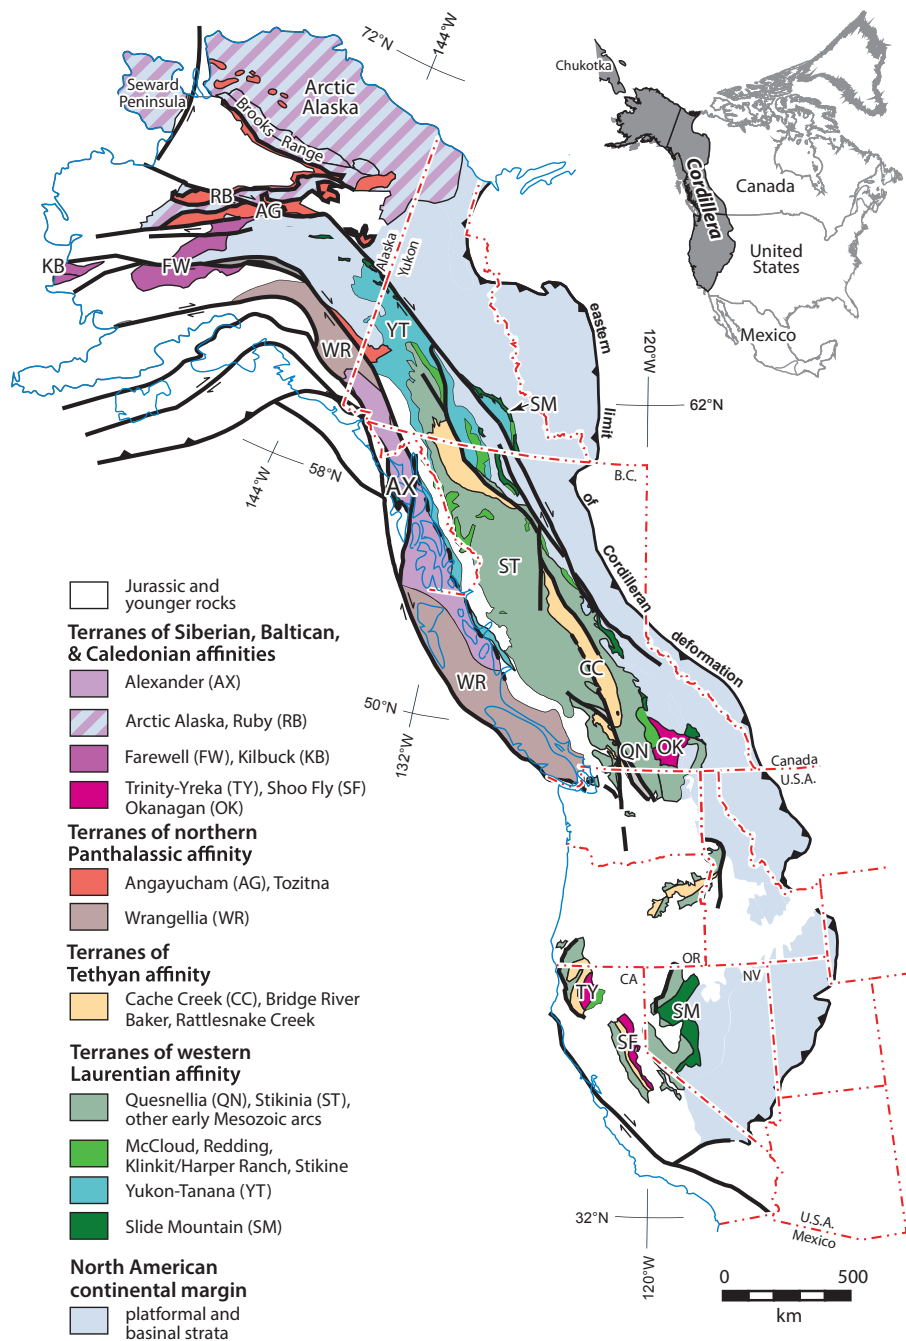 72°N
144°W
Chukotka
Seward
Peninsula
Arctic
Alaska
Brooks Range
Cordillera
Canada
United
States
Mexico
RB
AG
KB
FW
Alaska
Yukon
WR
YT
SM
eastern
limit
of
Cordilleran
deformation
120°W
62°N
B.C.
144°W
58°N
AX
ST
CC
WR
50°N
132°W
QN
OK
Canada
U.S.A.
OR
CA
NV
TY
SM
SF
32°N
120°W
U.S.A.
Mexico
0
500
km
Jurassic and
younger rocks
Terranes of Siberian, Baltican,
& Caledonian affinities
Alexander (AX)
Arctic Alaska, Ruby (RB)
Farewell (FW), Kilbuck (KB)
Trinity-Yreka (TY), Shoo Fly (SF)
Okanagan (OK)
Terranes of northern
Panthalassic affinity
Angayucham (AG), Tozitna
Wrangellia (WR)
Terranes of
Tethyan affinity
Cache Creek (CC), Bridge River
Baker, Rattlesnake Creek
Terranes of western
Laurentian affinity
Quesnellia (QN), Stikinia (ST),
other early Mesozoic arcs
McCloud, Redding,
Klinkit/Harper Ranch, Stikine
Yukon-Tanana (YT)
Slide Mountain (SM)
North American
continental margin
platformal and
basinal strata